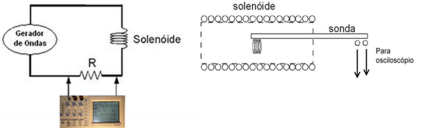 Gerador
de
Ondas
Solenóide
R
solenóide
sonda
Para
osciloscópio